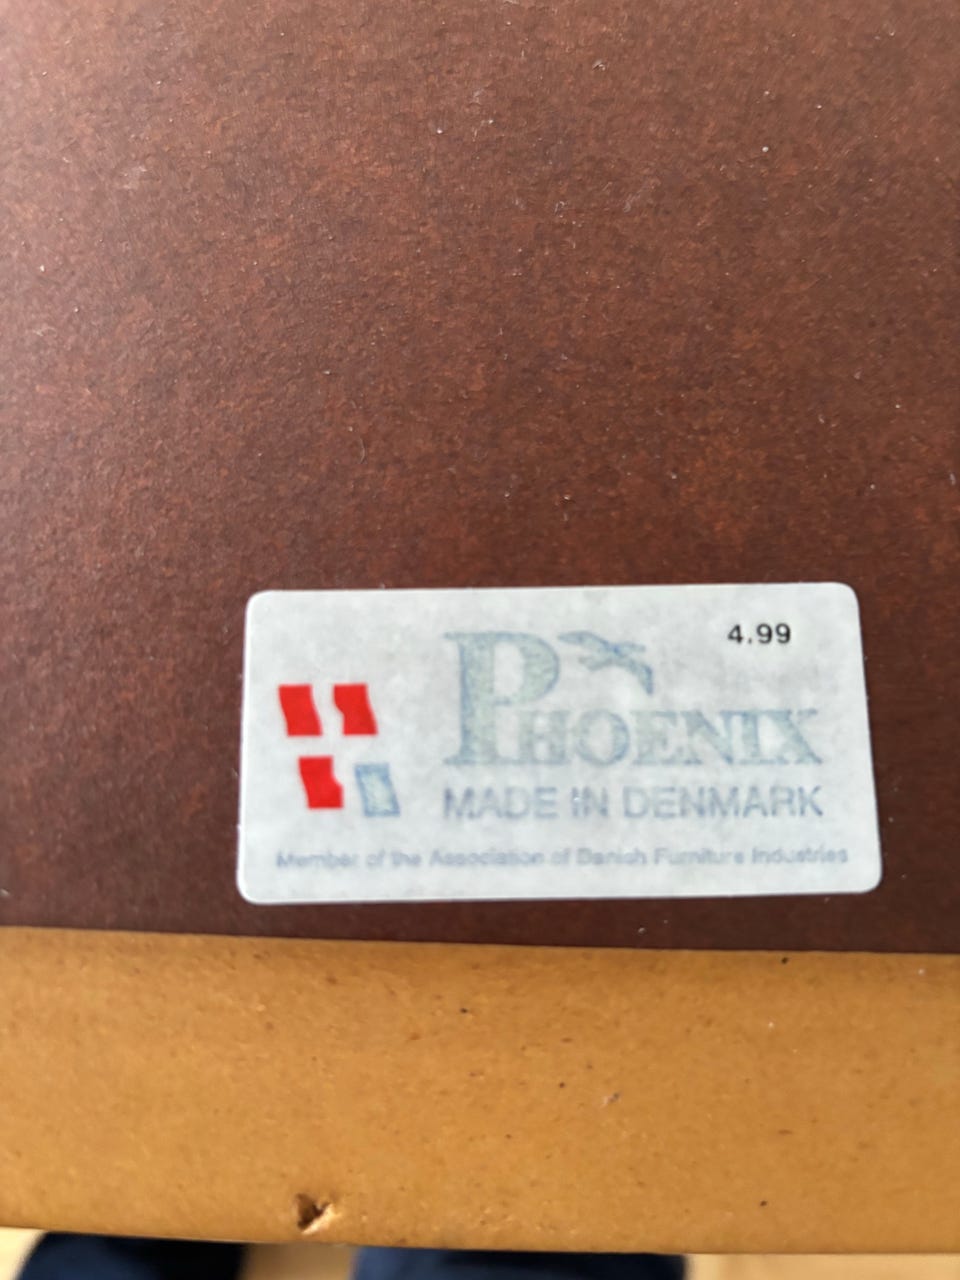 4.99
PHOENIX
MADE IN DENMARK
Member of the Association of Danish Furniture Industries